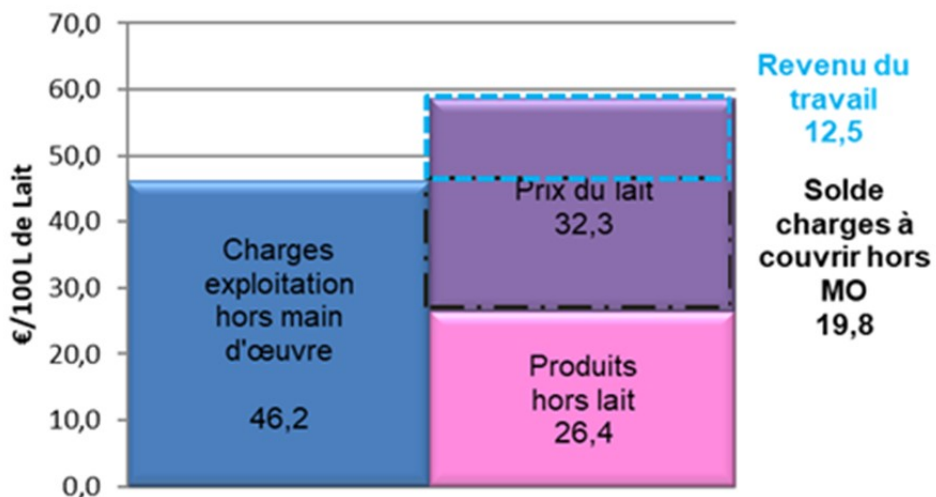 70,0
60,0
50,0
40,0
30,0
20,0
10,0
0,0
€/100 L de Lait
Charges
exploitation
hors main
d'œuvre
46,2
Prix du lait
32,3
Produits
hors lait
26,4
Revenu du
travail
12,5
Solde
charges à
couvrir hors
MO
19,8